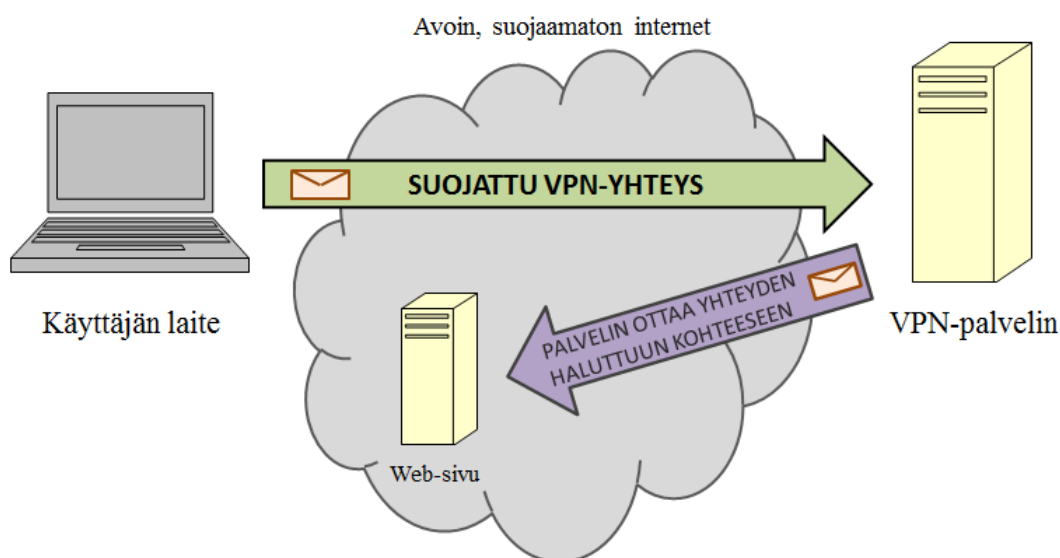 Avoin, suojaamaton internet
SUOJATTU VPN-YHTEYS
Käyttäjän laite
VPN-palvelin
PALVELIN OTTAA YHTEYDEN
HALUTTUUN KOHTEESEEN
Web-sivu